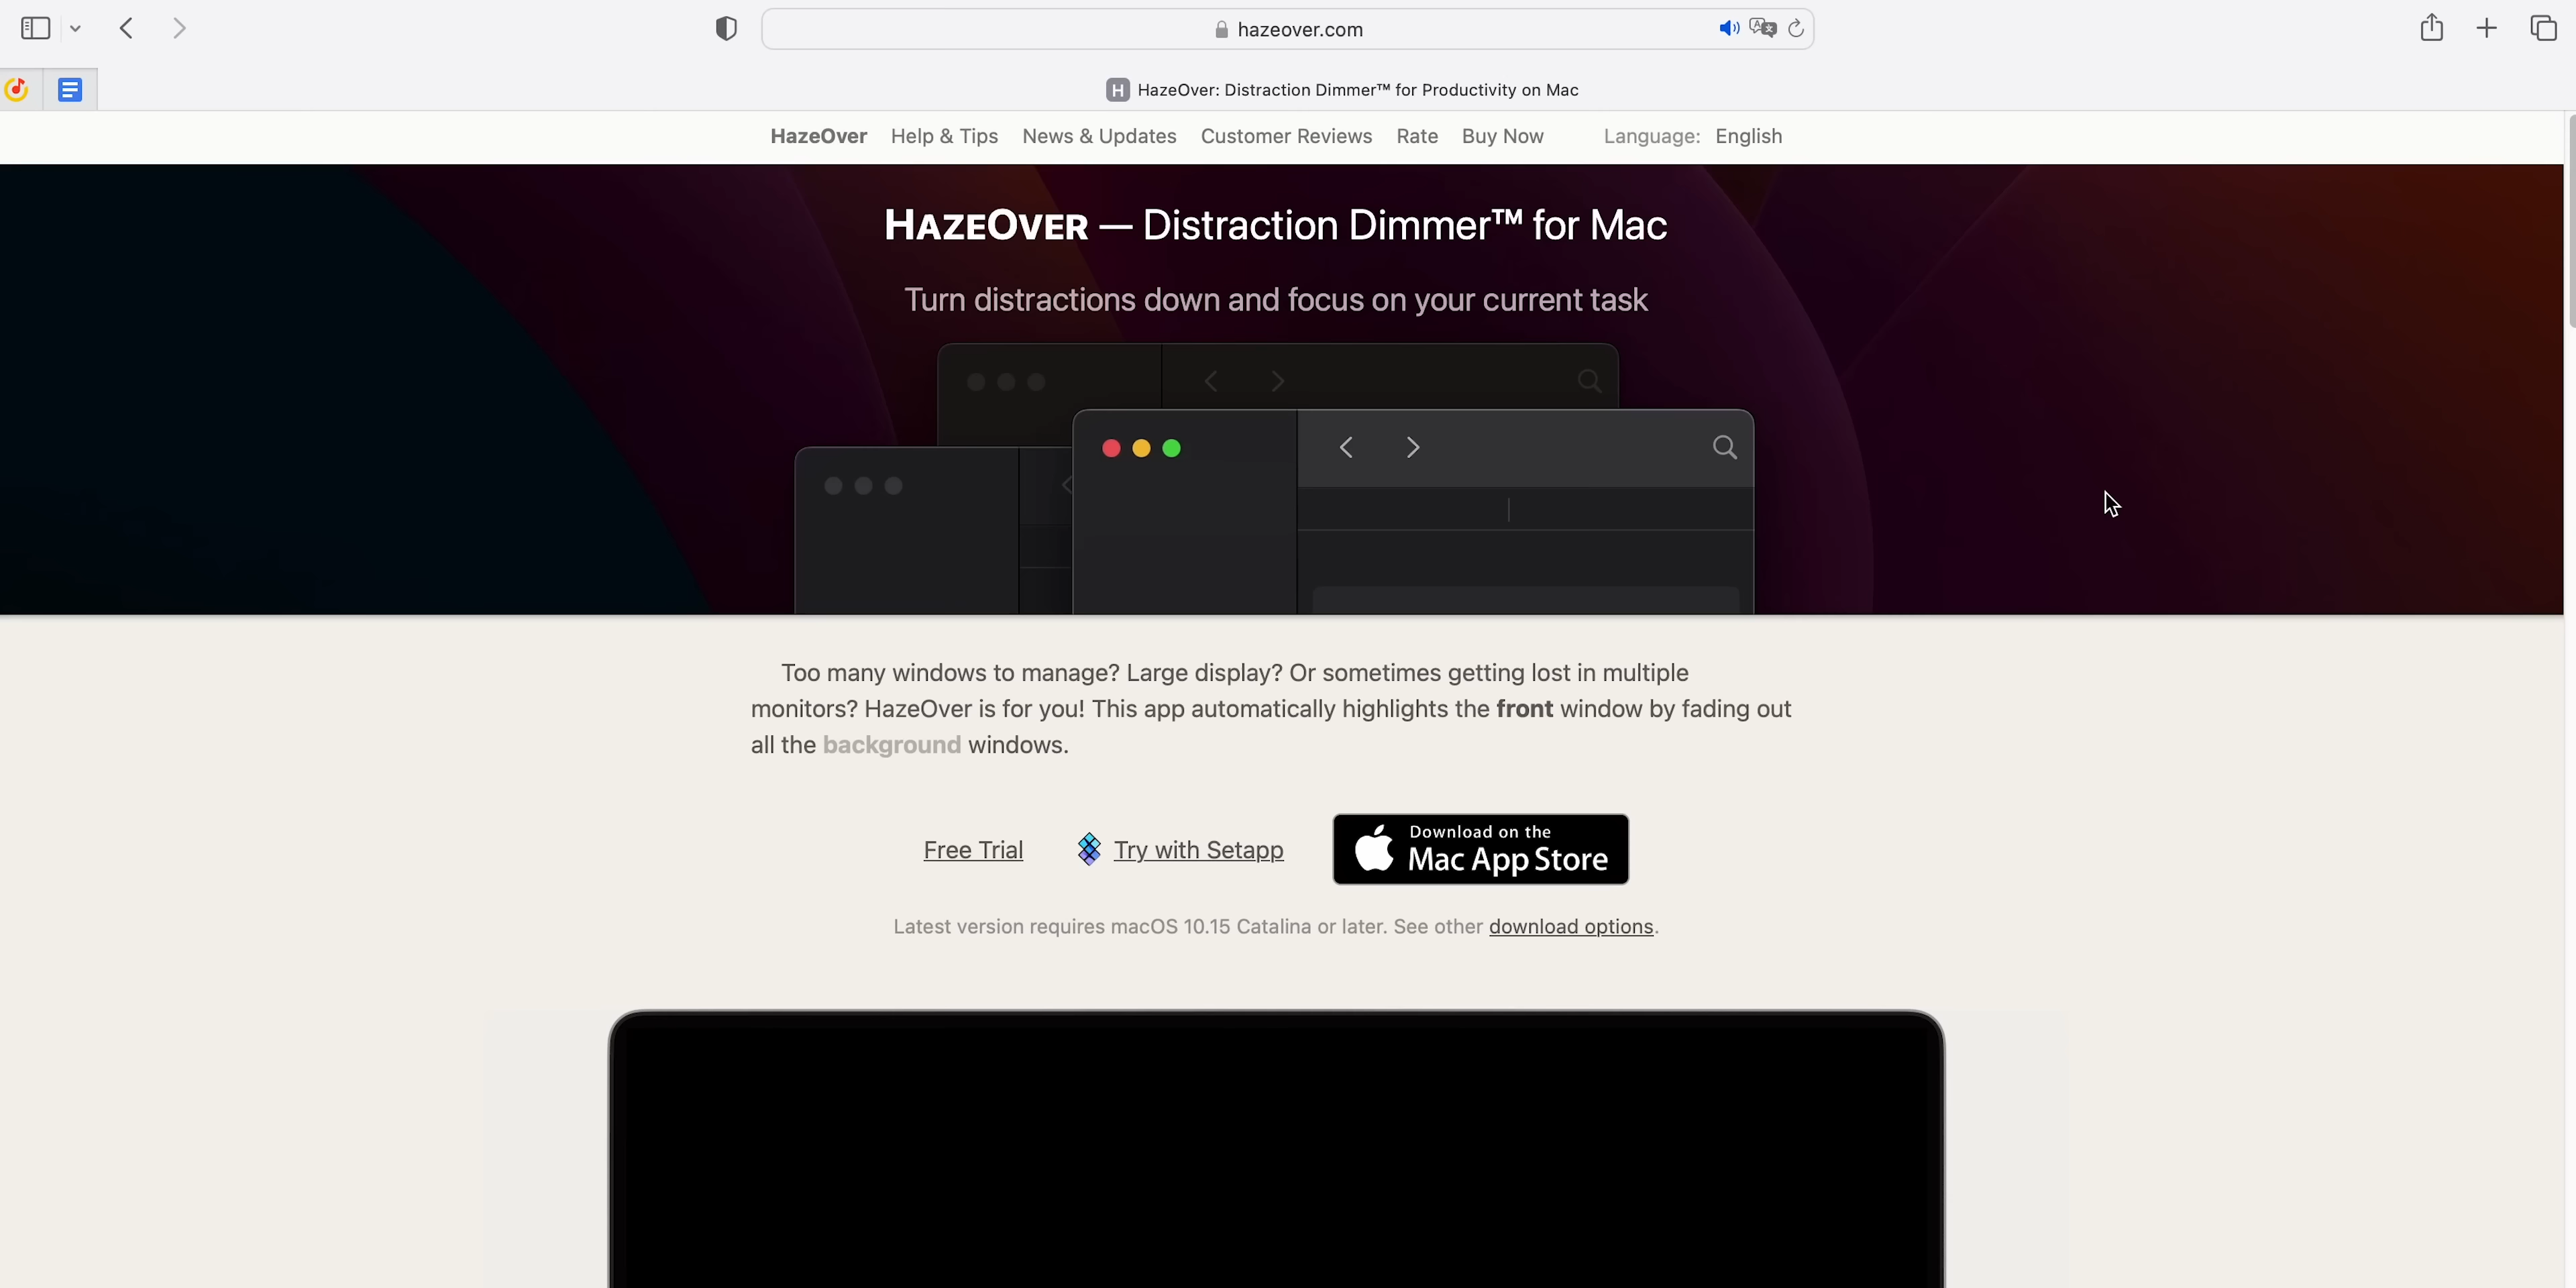 hazeover.com
H HazeOver: Distraction Dimmer™ for Productivity on Mac
HazeOver Help & Tips News & Updates Customer Reviews Rate Buy Now Language: English
HAZEOVER — Distraction Dimmer™ for Mac
Turn distractions down and focus on your current task
Too many windows to manage? Large display? Or sometimes getting lost in multiple
monitors? HazeOver is for you! This app automatically highlights the front window by fading out
all the background windows.
Free Trial Try with Setapp Download on the
Mac App Store
Latest version requires macOS 10.15 Catalina or later. See other download options.